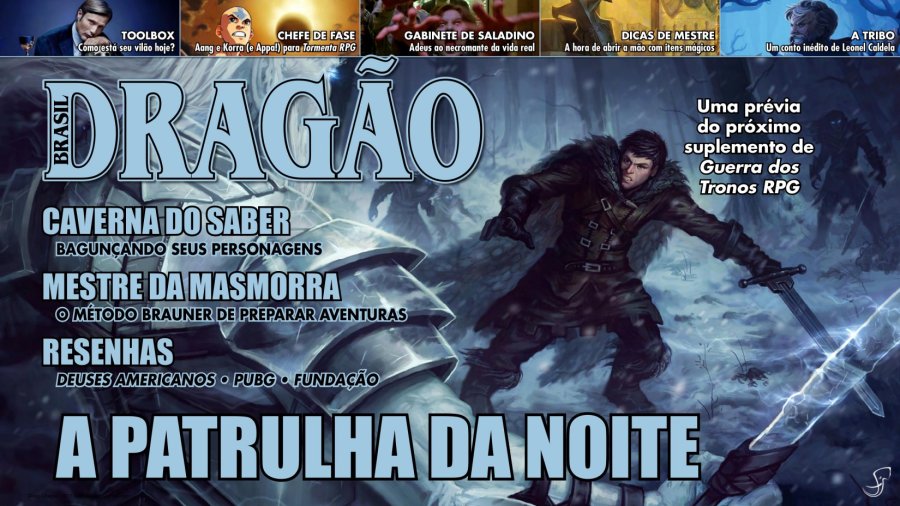 TOOLBOX
Como está seu vilão hoje?
CHEFE DE FASE
Aang e Korra (e Appa!) para Tormenta RPG
GABINETE DE SALADINO
Adeus ao necromante da vida real
DICAS DE MESTRE
A hora de abrir a mão com itens mágicos
A TRIBO
Um conto inédito de Leonel Caldela
BRASIL
DRAGÃO
Uma prévia
do próximo
suplemento de
Guerra dos
Tronos RPG
CAVERNA DO SABER
BAGUNÇANDO SEUS PERSONAGENS
MESTRE DA MASMORRA
O MÉTODO BRAUNER DE PREPARAR AVENTURAS
RESENHAS
DEUSES AMERICANOS • PUBG • FUNDAÇÃO
A PATRULHA DA NOITE